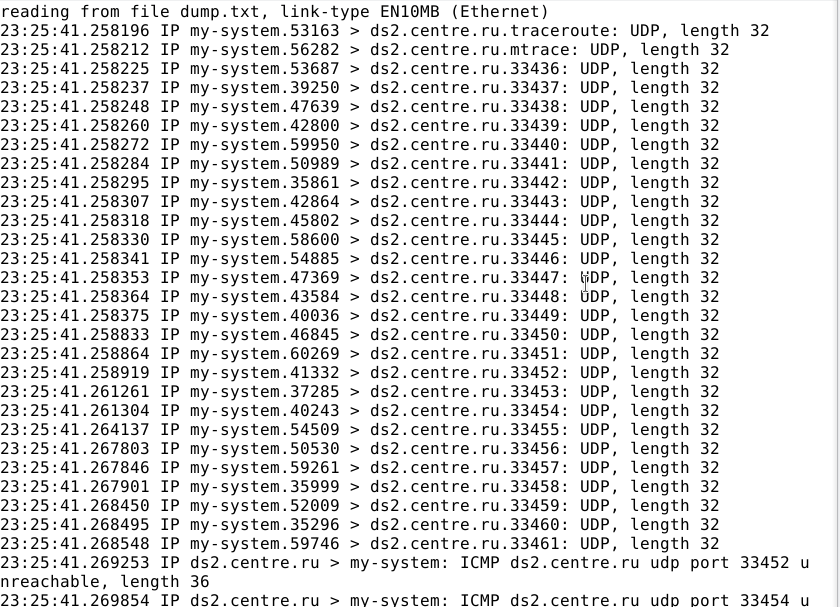 reading from file dump.txt, link-type EN10MB (Ethernet)
23:25:41.258196 IP my-system.53163 > ds2.centre.ru.traceroute: UDP, length 32
23:25:41.258212 IP my-system.56282 > ds2.centre.ru.mtrace: UDP, length 32
23:25:41.258225 IP my-system.53687 > ds2.centre.ru.33436: UDP, length 32
23:25:41.258237 IP my-system.39250 > ds2.centre.ru.33437: UDP, length 32
23:25:41.258248 IP my-system.47639 > ds2.centre.ru.33438: UDP, length 32
23:25:41.258260 IP my-system.42800 > ds2.centre.ru.33439: UDP, length 32
23:25:41.258272 IP my-system.59950 > ds2.centre.ru.33440: UDP, length 32
23:25:41.258284 IP my-system.50989 > ds2.centre.ru.33441: UDP, length 32
23:25:41.258295 IP my-system.35861 > ds2.centre.ru.33442: UDP, length 32
23:25:41.258307 IP my-system.42864 > ds2.centre.ru.33443: UDP, length 32
23:25:41.258318 IP my-system.45802 > ds2.centre.ru.33444: UDP, length 32
23:25:41.258330 IP my-system.58600 > ds2.centre.ru.33445: UDP, length 32
23:25:41.258341 IP my-system.54885 > ds2.centre.ru.33446: UDP, length 32
23:25:41.258353 IP my-system.47369 > ds2.centre.ru.33447: UDP, length 32
23:25:41.258364 IP my-system.43584 > ds2.centre.ru.33448: UDP, length 32
23:25:41.258375 IP my-system.40036 > ds2.centre.ru.33449: UDP, length 32
23:25:41.258833 IP my-system.46845 > ds2.centre.ru.33450: UDP, length 32
23:25:41.258864 IP my-system.60269 > ds2.centre.ru.33451: UDP, length 32
23:25:41.258919 IP my-system.41332 > ds2.centre.ru.33452: UDP, length 32
23:25:41.261261 IP my-system.37285 > ds2.centre.ru.33453: UDP, length 32
23:25:41.261304 IP my-system.40243 > ds2.centre.ru.33454: UDP, length 32
23:25:41.264137 IP my-system.54509 > ds2.centre.ru.33455: UDP, length 32
23:25:41.267803 IP my-system.50530 > ds2.centre.ru.33456: UDP, length 32
23:25:41.267846 IP my-system.59261 > ds2.centre.ru.33457: UDP, length 32
23:25:41.267901 IP my-system.35999 > ds2.centre.ru.33458: UDP, length 32
23:25:41.268450 IP my-system.52009 > ds2.centre.ru.33459: UDP, length 32
23:25:41.268495 IP my-system.35296 > ds2.centre.ru.33460: UDP, length 32
23:25:41.268548 IP my-system.59746 > ds2.centre.ru.33461: UDP, length 32
23:25:41.269253 IP ds2.centre.ru > my-system: ICMP ds2.centre.ru udp port 33452 u
nreachable, length 36
23:25:41.269854 IP ds2.centre.ru > my-system: ICMP ds2.centre.ru udp port 33454 u